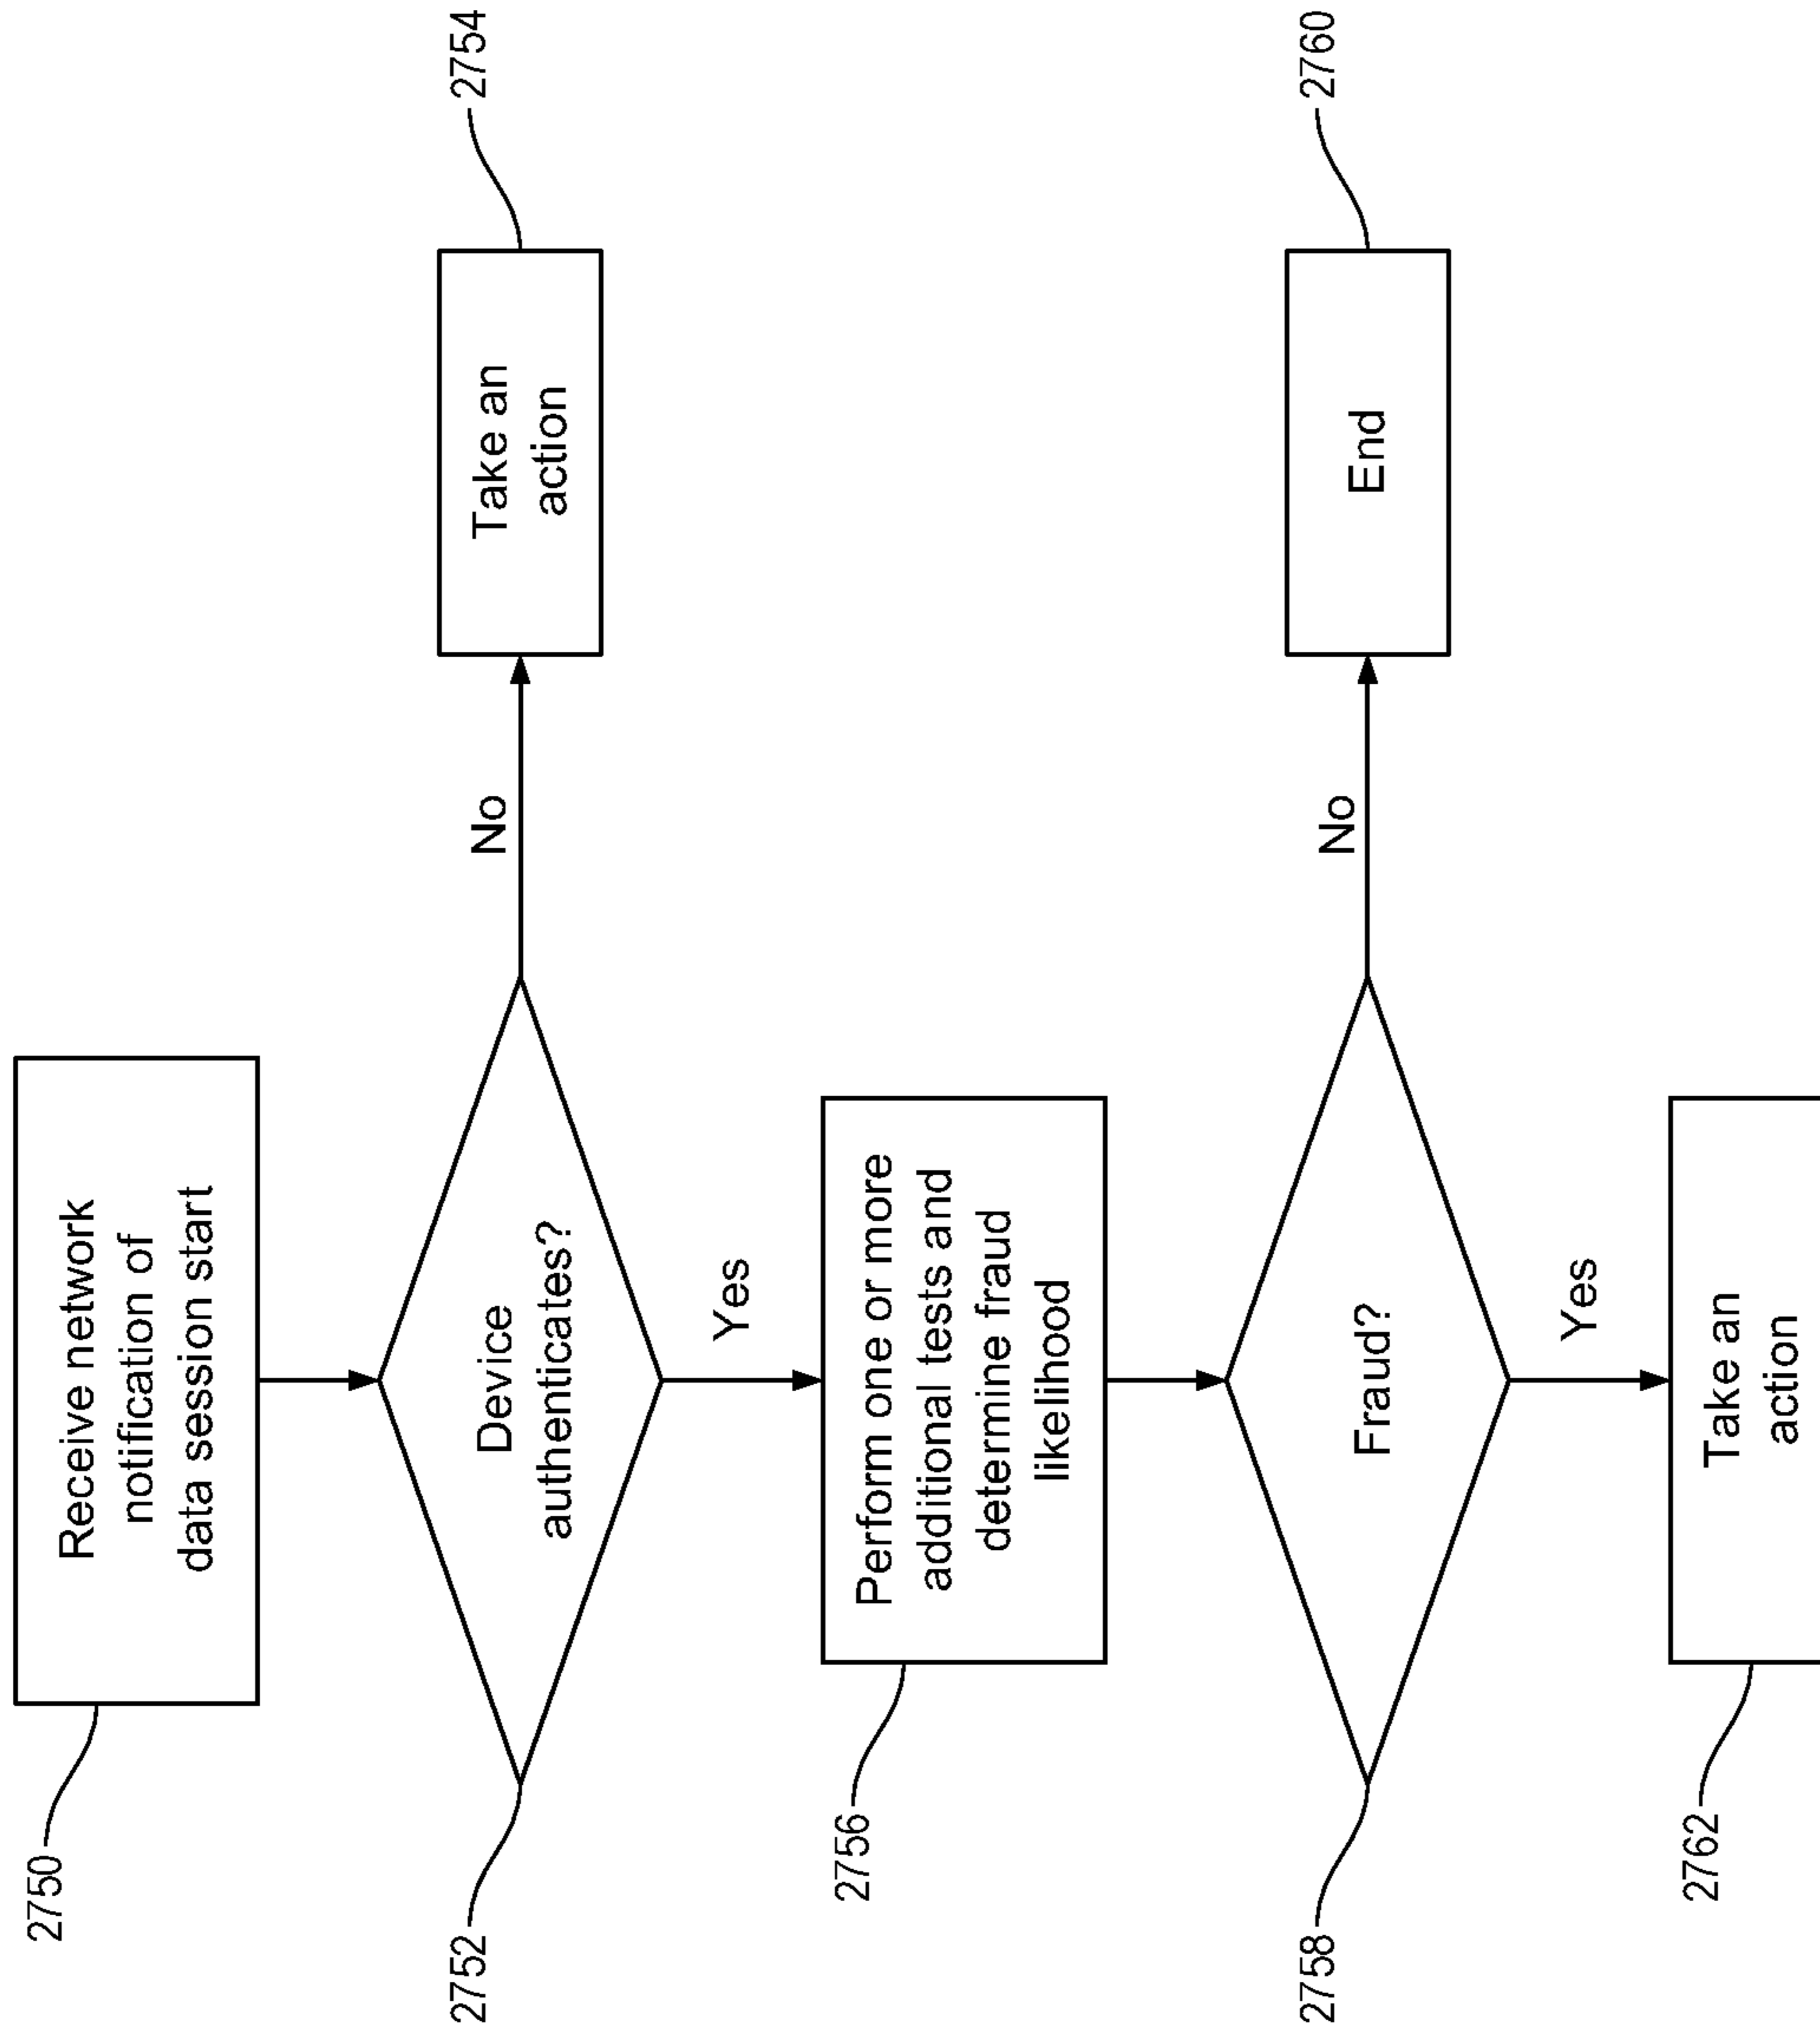 2750
Receive network
notification of
data session start
2752
Device
authenticates?
No
Take an
action
2754
Yes
2756
Perform one or more
additional tests and
determine fraud
likelihood
2758
Fraud?
No
End
2760
Yes
2762
Take an
action